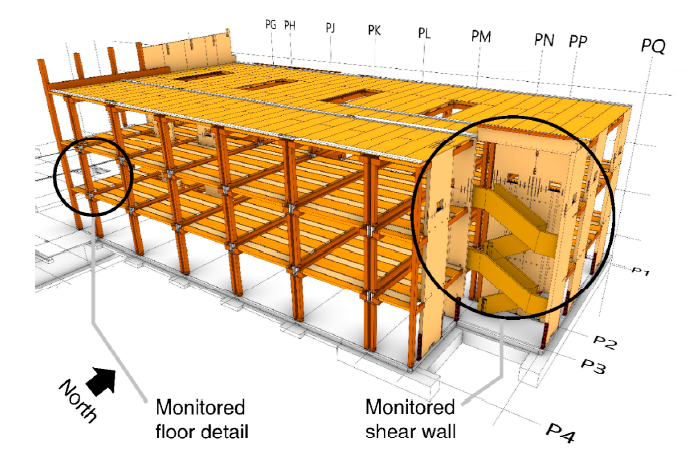 PG PH PJ PK PL PM PN PP PQ
P1
P2
P3
P4
North
Monitored
floor detail
Monitored
shear wall